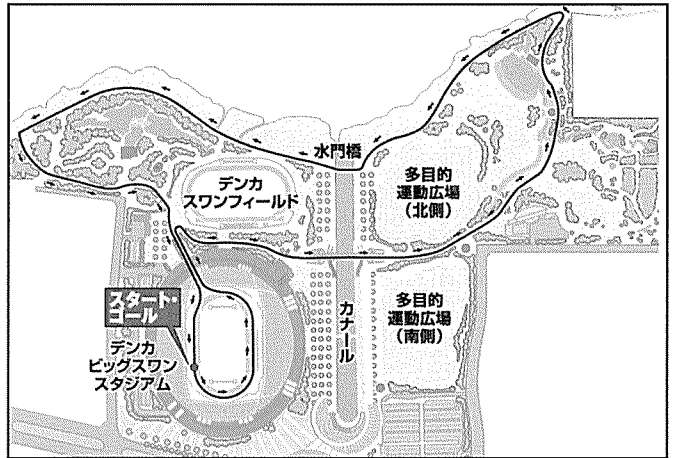 水門橋
デンカ
スワンフィールド
多目的
運動広場
(北側)
スタート・
ゴール
デンカ
ビッグスワン
スタジアム
カナール
多目的
運動広場
(南側)